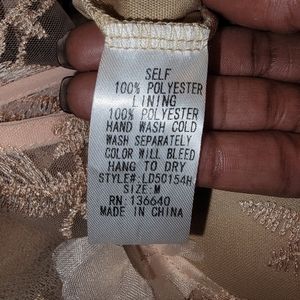 SELF
100% POLYESTER
LINING
100% POLYESTER
HAND WASH COLD
WASH SEPARATELY
COLOR WILL BLEED
HANG TO DRY
STYLE#:LD5C154H
SIZE:M
RN:136640
MADE IN CHINA